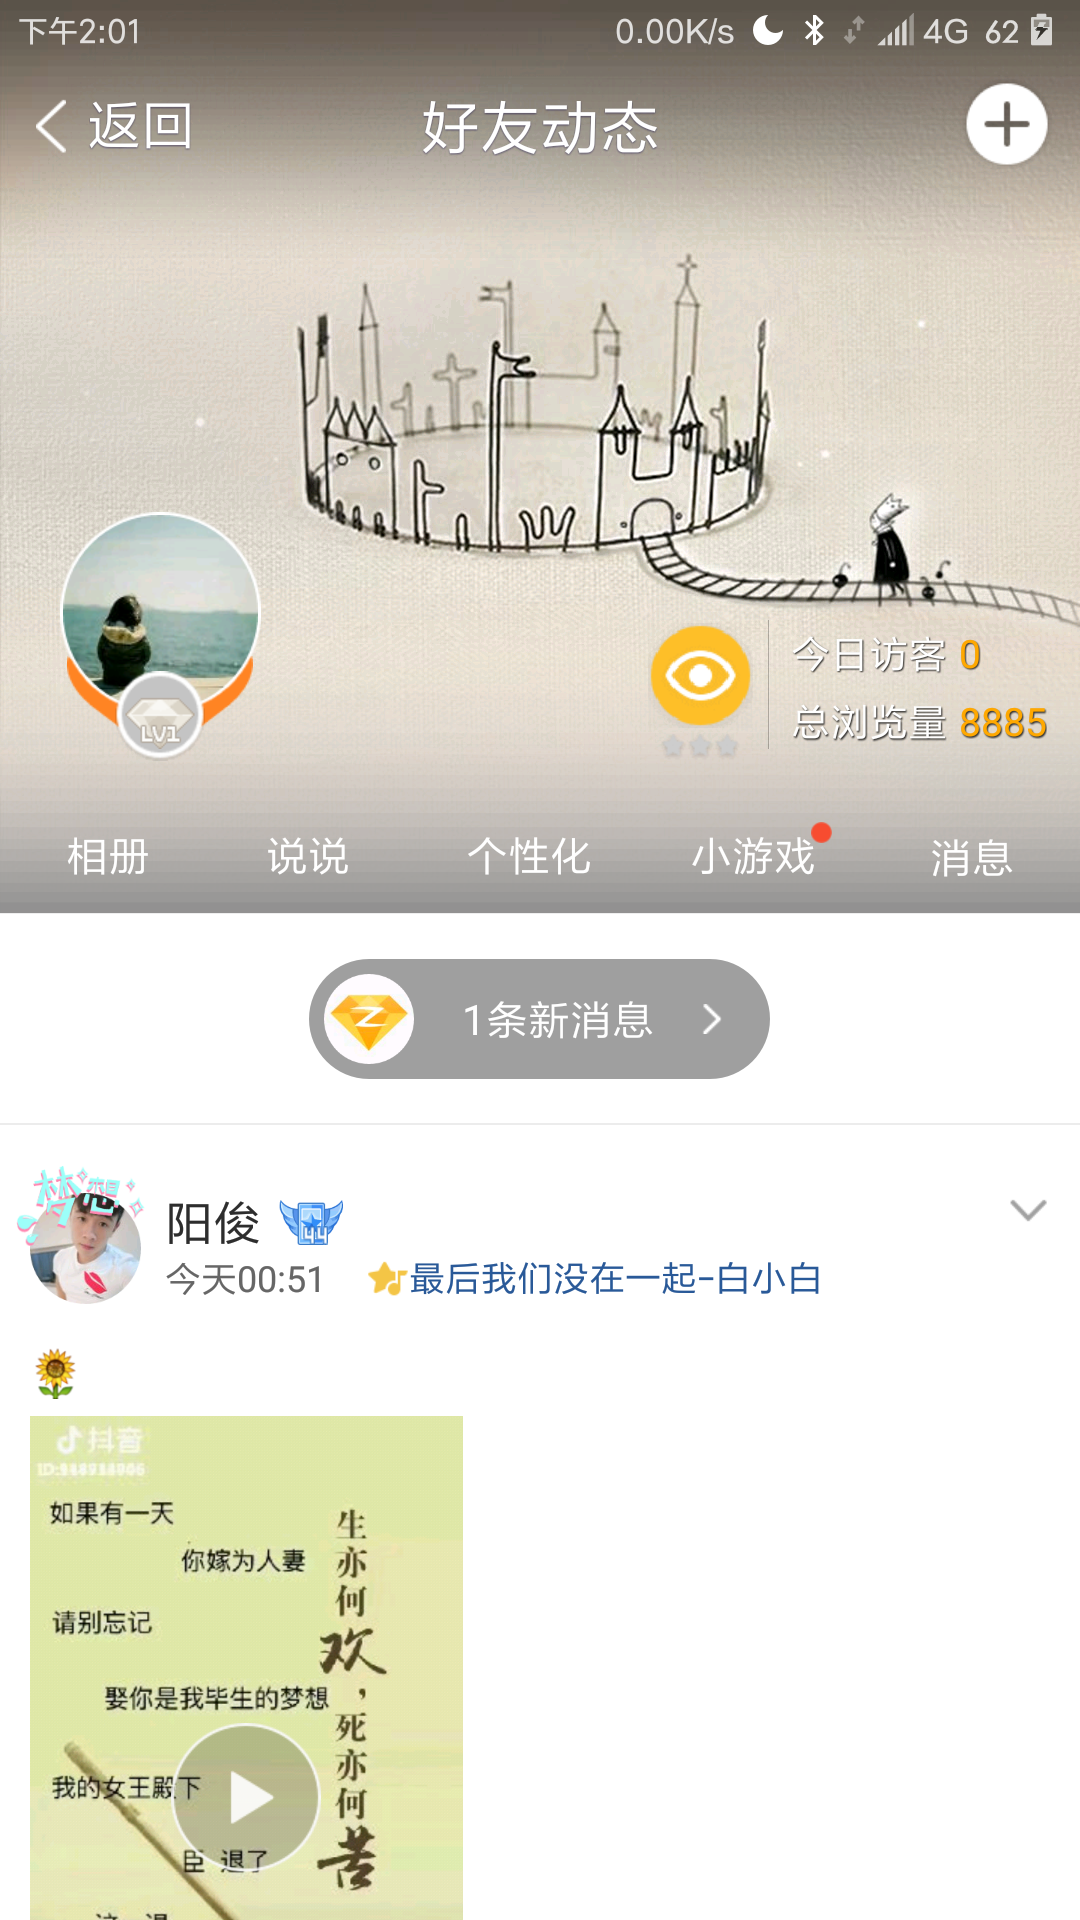 下午2:01
0.00K/s 4G 62
返回
好友动态
今日访客 0
总浏览量 8885
LV1
相册
说说
个性化
小游戏
消息
1条新消息
梦想
阳俊
今天00:51
最后我们没在一起-白小白
抖音
如果有一天
你嫁为人妻
请别忘记
娶你是我毕生的梦想
我的女王殿下
臣 退了
生亦何欢，死亦何苦